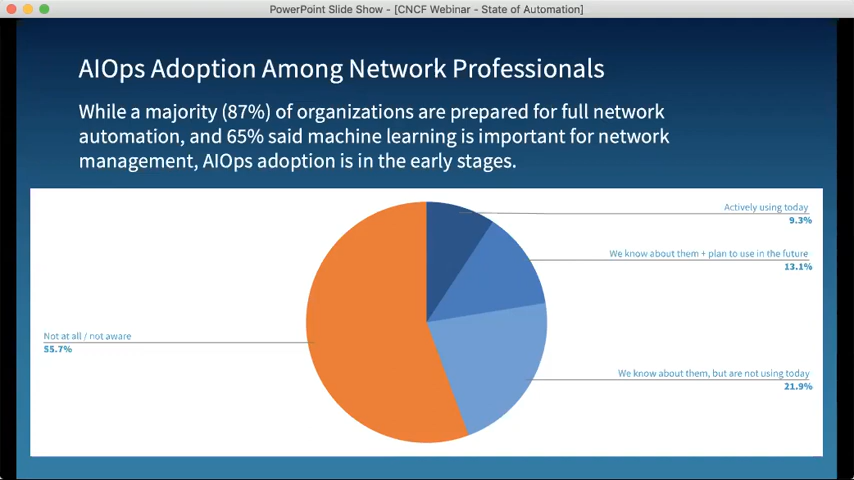 PowerPoint Slide Show - [CNCF Webinar - State of Automation]
AIOps Adoption Among Network Professionals
While a majority (87%) of organizations are prepared for full network
automation, and 65% said machine learning is important for network
management, AIOps adoption is in the early stages.
Actively using today
9.3%
We know about them + plan to use in the future
13.1%
Not at all / not aware
55.7%
We know about them, but are not using today
21.9%